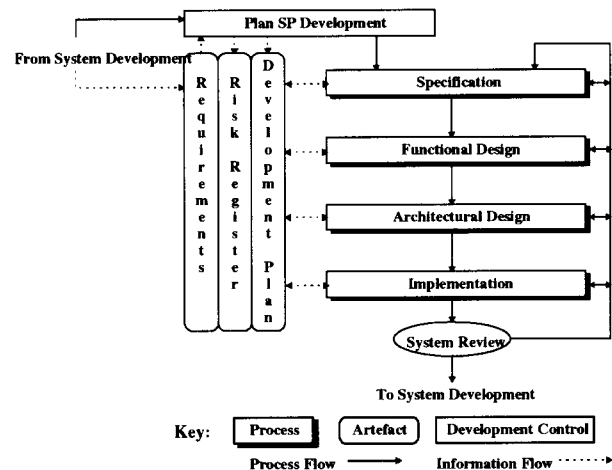 Plan SP Development
From System Development
Requirements
Risk Register
Development Plan
Specification
Functional Design
Architectural Design
Implementation
System Review
To System Development
Key: Process Artefact Development Control
Process Flow Information Flow